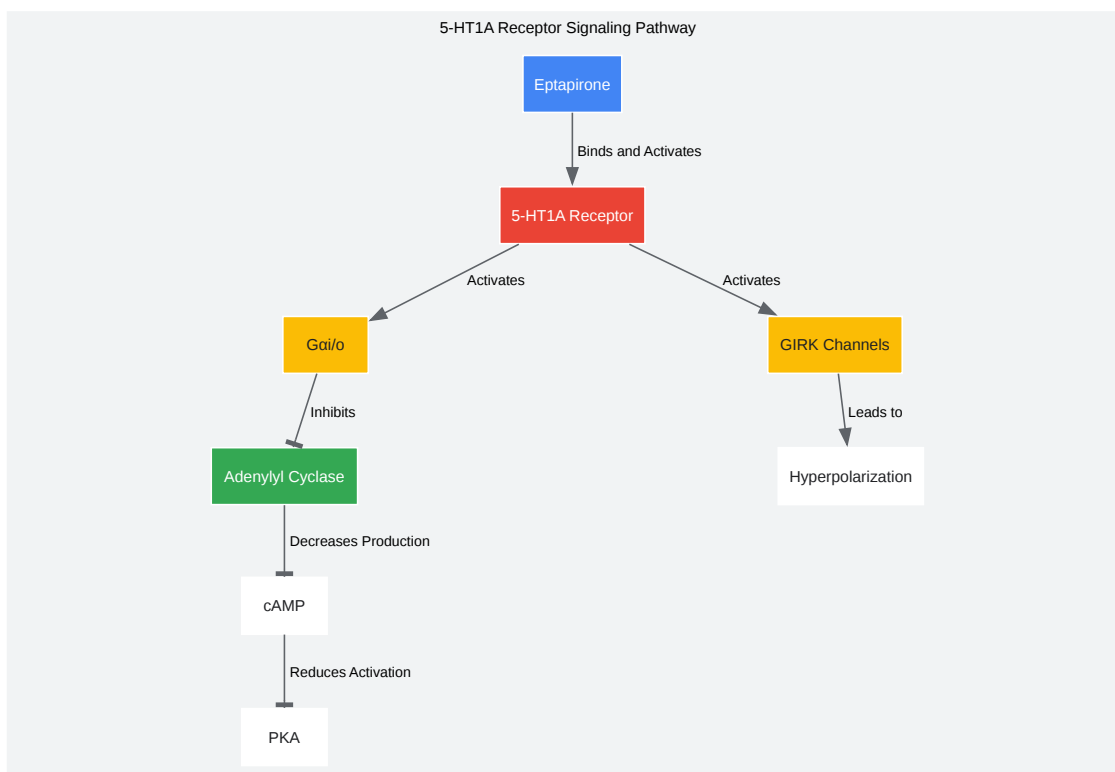 5-HT1A Receptor Signaling Pathway
Eptapirone
Binds and Activates
5-HT1A Receptor
Activates
Activates
Gαi/o
GIRK Channels
Inhibits
Leads to
Adenylyl Cyclase
Hyperpolarization
Decreases Production
cAMP
Reduces Activation
PKA